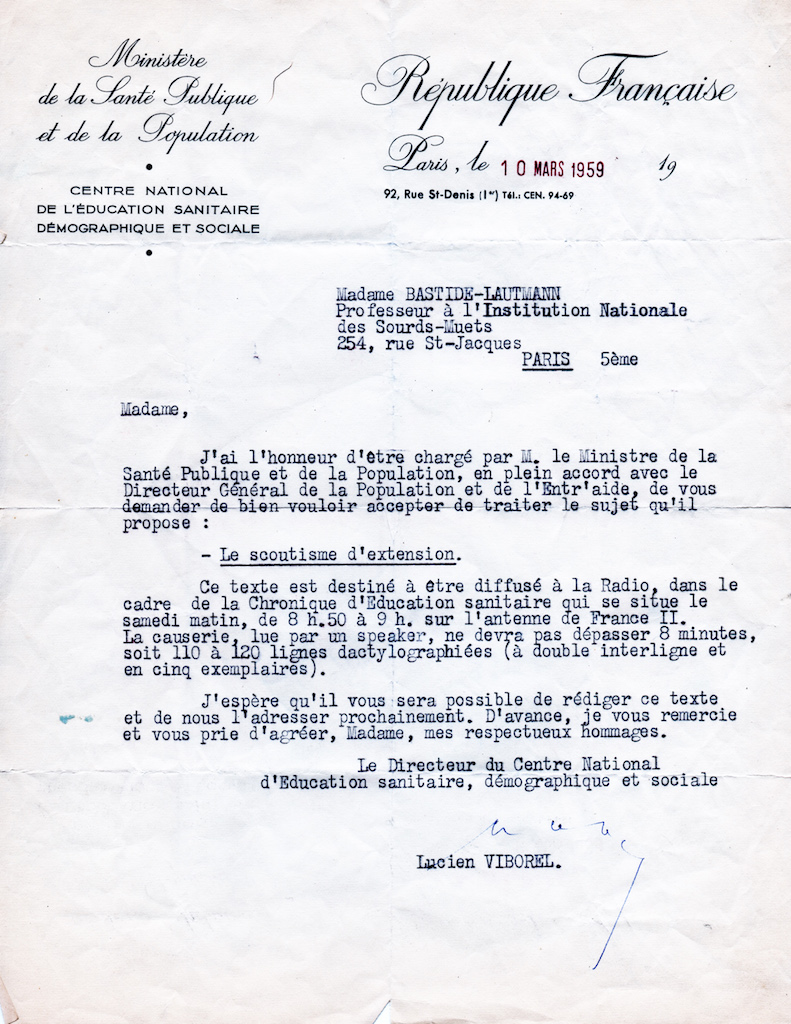 Ministère
de la Santé Publique
et de la Population
•
CENTRE NATIONAL
DE L'ÉDUCATION SANITAIRE
DÉMOGRAPHIQUE ET SOCIALE
•
République Française
Paris, le 10 MARS 1959 19
92, Rue St-Denis (1er) Tél.: CEN. 94-69
Madame BASTIDE-LAUTMANN
Professeur à l'Institution Nationale
des Sourds-Muets
254, rue St-Jacques
PARIS 5ème
Madame,
J'ai l'honneur d'être chargé par M. le Ministre de la
Santé Publique et de la Population, en plein accord avec le
Directeur Général de la Population et de l'Entr'aide, de vous
demander de bien vouloir accepter de traiter le sujet qu'il
propose :
- Le scoutisme d'extension.
Ce texte est destiné à être diffusé à la Radio, dans le
cadre de la Chronique d'Education sanitaire qui se situe le
samedi matin, de 8 h.50 à 9 h. sur l'antenne de France II.
La causerie, lue par un speaker, ne devra pas dépasser 8 minutes,
soit 110 à 120 lignes dactylographiées (à double interligne et
en cinq exemplaires).
J'espère qu'il vous sera possible de rédiger ce texte
et de nous l'adresser prochainement. D'avance, je vous remercie
et vous prie d'agréer, Madame, mes respectueux hommages.
Le Directeur du Centre National
d'Education sanitaire, démographique et sociale
Lucien VIBOREL.